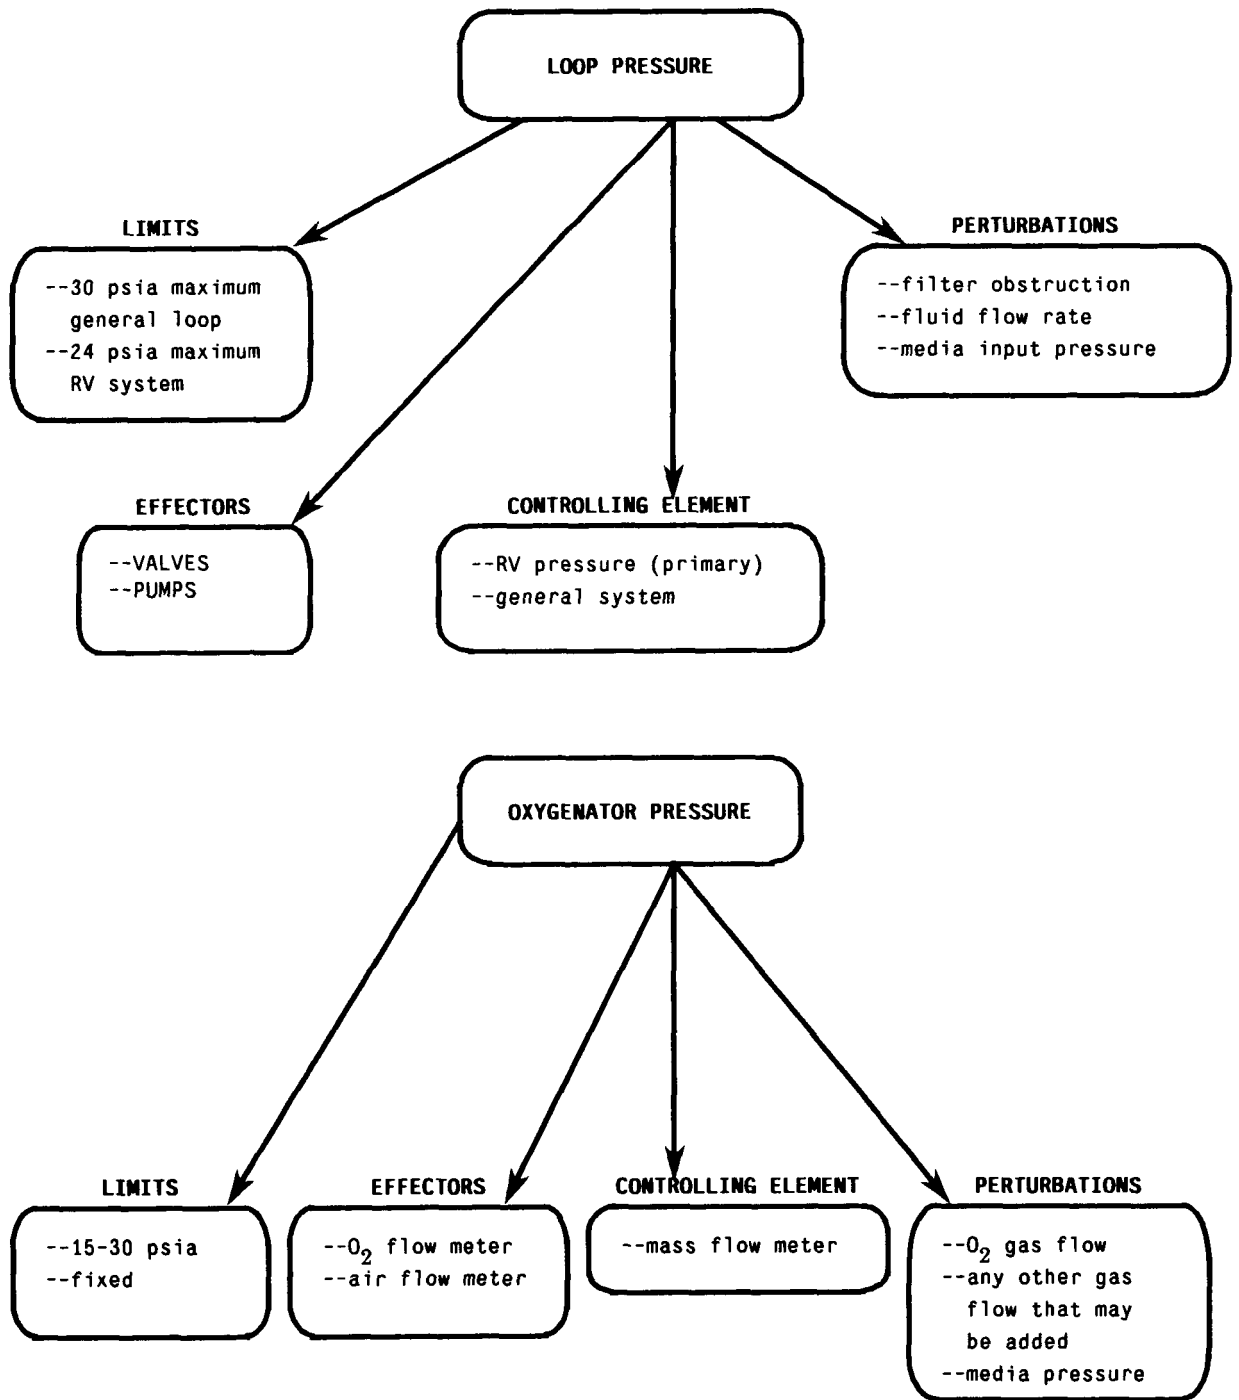 LOOP PRESSURE
LIMITS
--30 psia maximum
general loop
--24 psia maximum
RV system
PERTURBATIONS
--filter obstruction
--fluid flow rate
--media input pressure
EFFECTORS
--VALVES
--PUMPS
CONTROLLING ELEMENT
--RV pressure (primary)
--general system
OXYGENATOR PRESSURE
LIMITS
--15-30 psia
--fixed
EFFECTORS
--O₂ flow meter
--air flow meter
CONTROLLING ELEMENT
--mass flow meter
PERTURBATIONS
--O₂ gas flow
--any other gas
flow that may
be added
--media pressure